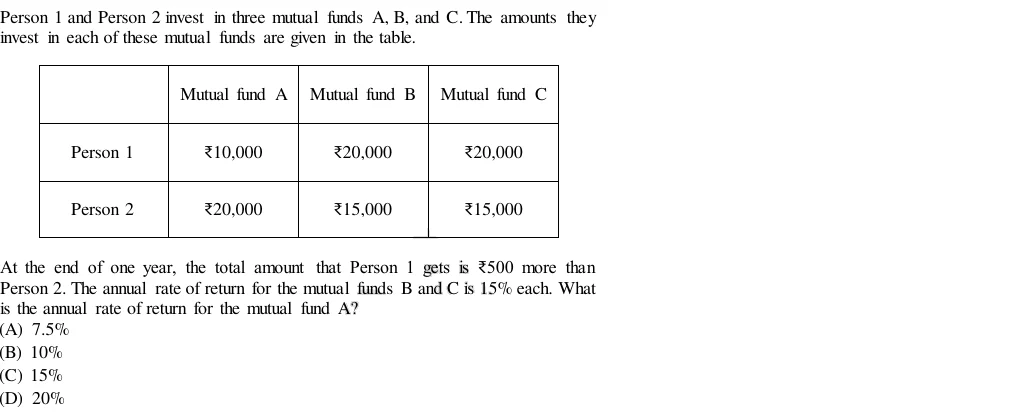 Person 1 and Person 2 invest in three mutual funds A, B, and C. The amounts they
invest in each of these mutual funds are given in the table.
Mutual fund A Mutual fund B Mutual fund C
Person 1 ₹10,000 ₹20,000 ₹20,000
Person 2 ₹20,000 ₹15,000 ₹15,000
At the end of one year, the total amount that Person 1 gets is ₹500 more than
Person 2. The annual rate of return for the mutual funds B and C is 15% each. What
is the annual rate of return for the mutual fund A?
(A) 7.5%
(B) 10%
(C) 15%
(D) 20%